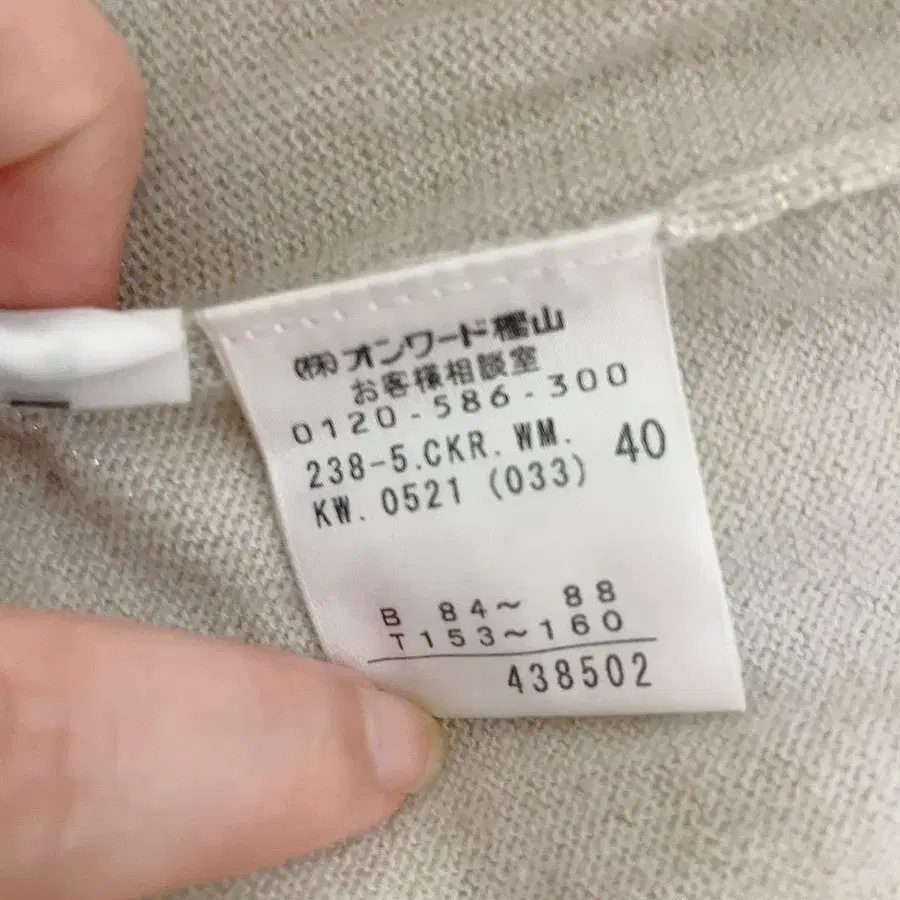 (株)オンワード樫山
お客様相談室
0120-586-300
238-5.CKR.WM. 40
KW. 0521 (033)
B 84~ 88
T153~160
438502